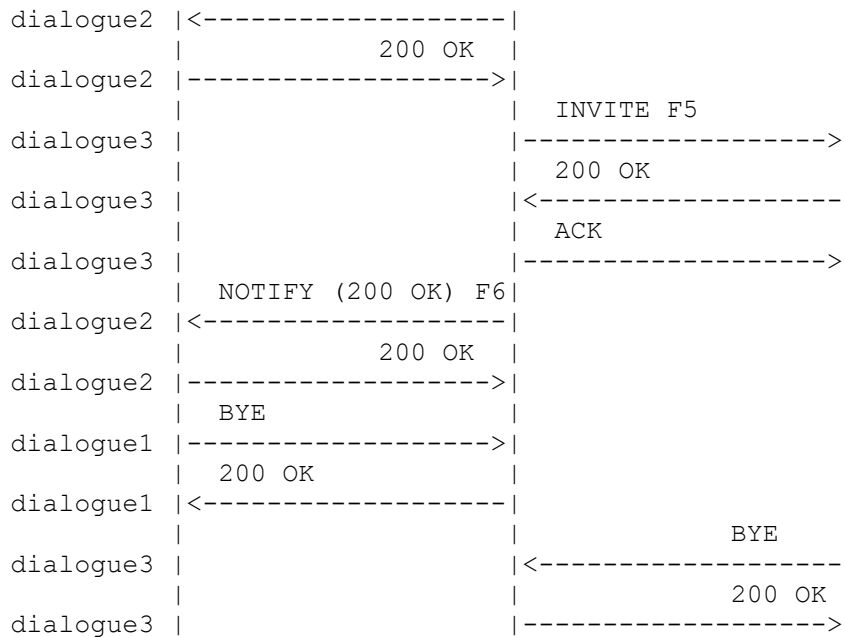 dialogue2 |<-------------------|
          |            200 OK  |
dialogue2 |------------------->|
          |                    |  INVITE F5
dialogue3 |                    |------------------->
          |                    |  200 OK
dialogue3 |                    |<-------------------
          |                    |  ACK
dialogue3 |                    |------------------->
          |  NOTIFY (200 OK) F6|
dialogue2 |<-------------------|
          |            200 OK  |
dialogue2 |------------------->|
          |  BYE               |
dialogue1 |------------------->|
          |  200 OK            |
dialogue1 |<-------------------|
          |                    |             BYE
dialogue3 |                    |<-------------------
          |                    |             200 OK
dialogue3 |                    |------------------->